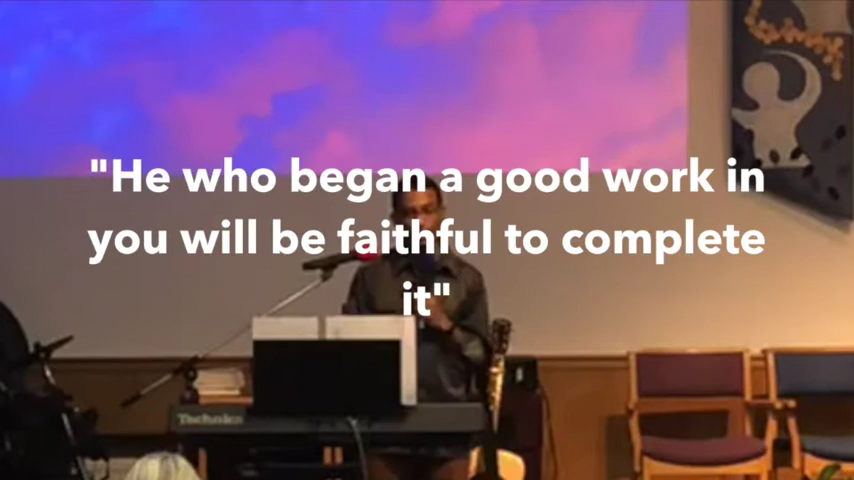 "He who began a good work in
you will be faithful to complete
it"
Technics